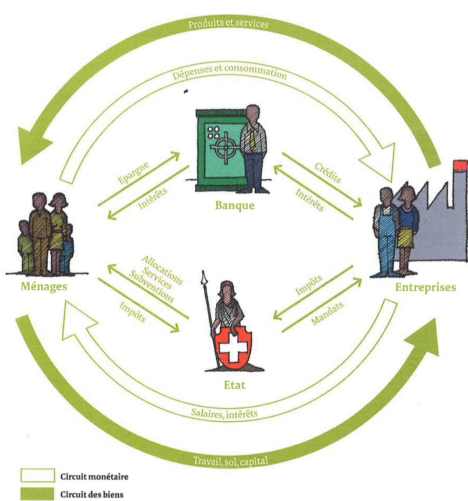 Produits et services
Dépenses et consommation
Epargne
Intérêts
Crédits
Intérêts
Banque
Ménages
Entreprises
Allocations
Services
Subventions
Impôts
Impôts
Mandats
Etat
Salaires, intérêts
Travail, sol, capital
Circuit monétaire
Circuit des biens